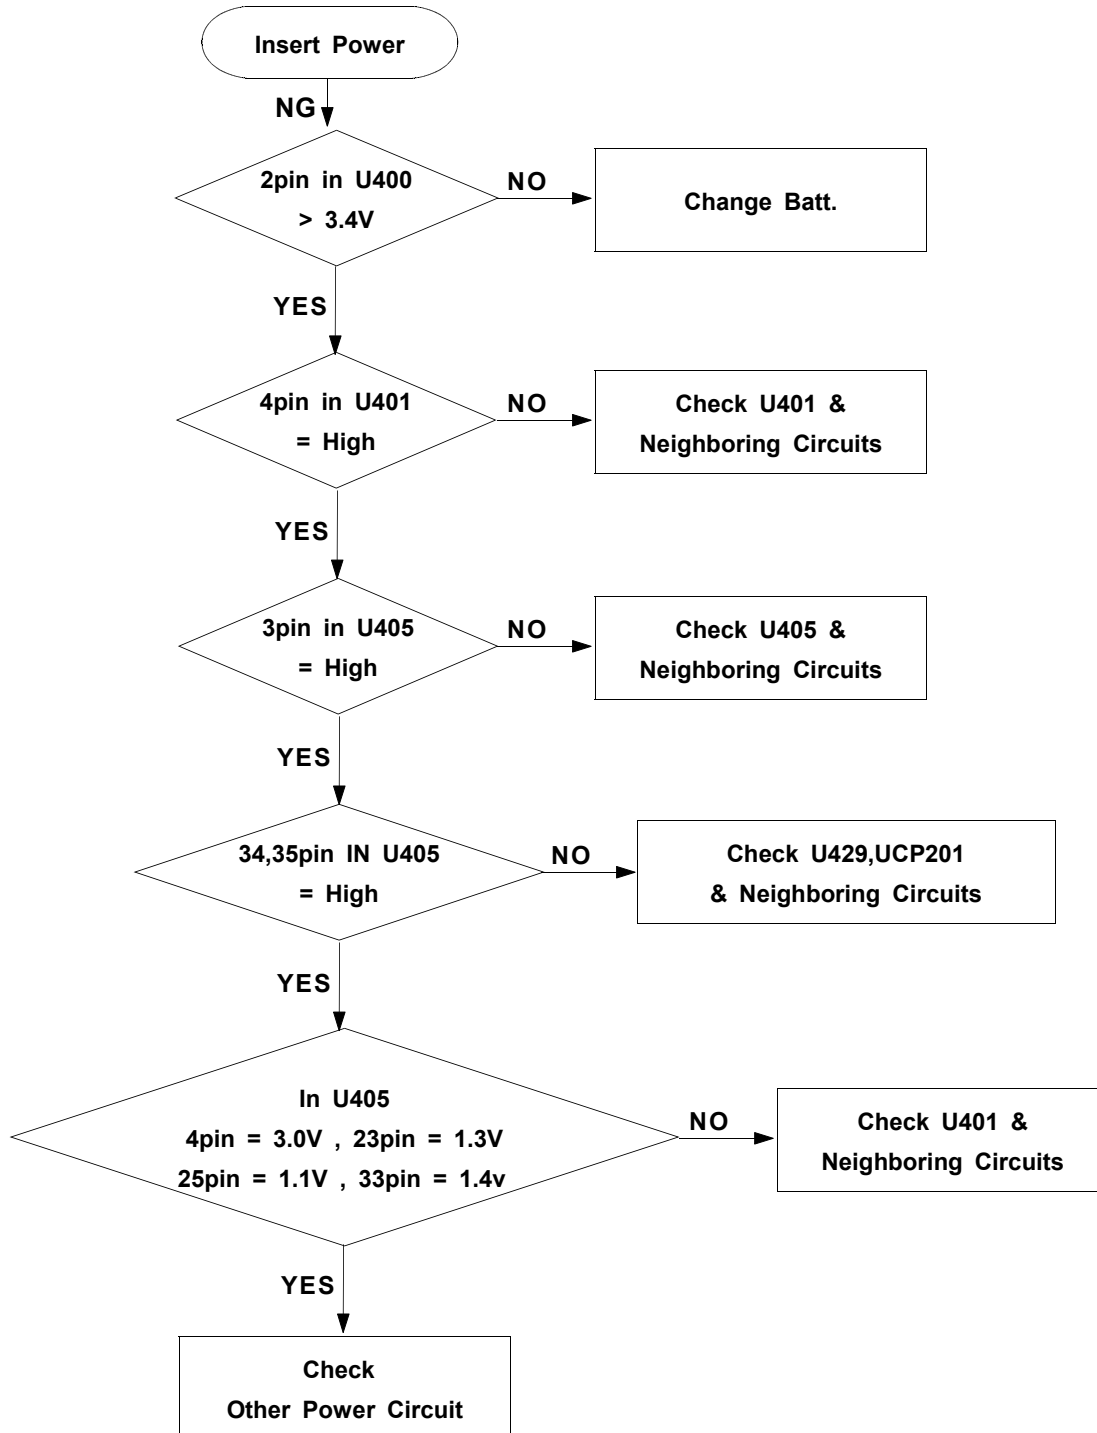 Insert Power
NG
2pin in U400
> 3.4V
NO
Change Batt.
YES
4pin in U401
= High
NO
Check U401 &
Neighboring Circuits
YES
3pin in U405
= High
NO
Check U405 &
Neighboring Circuits
YES
34,35pin IN U405
= High
NO
Check U429,UCP201
& Neighboring Circuits
YES
In U405
4pin = 3.0V , 23pin = 1.3V
25pin = 1.1V , 33pin = 1.4v
NO
Check U401 &
Neighboring Circuits
YES
Check
Other Power Circuit